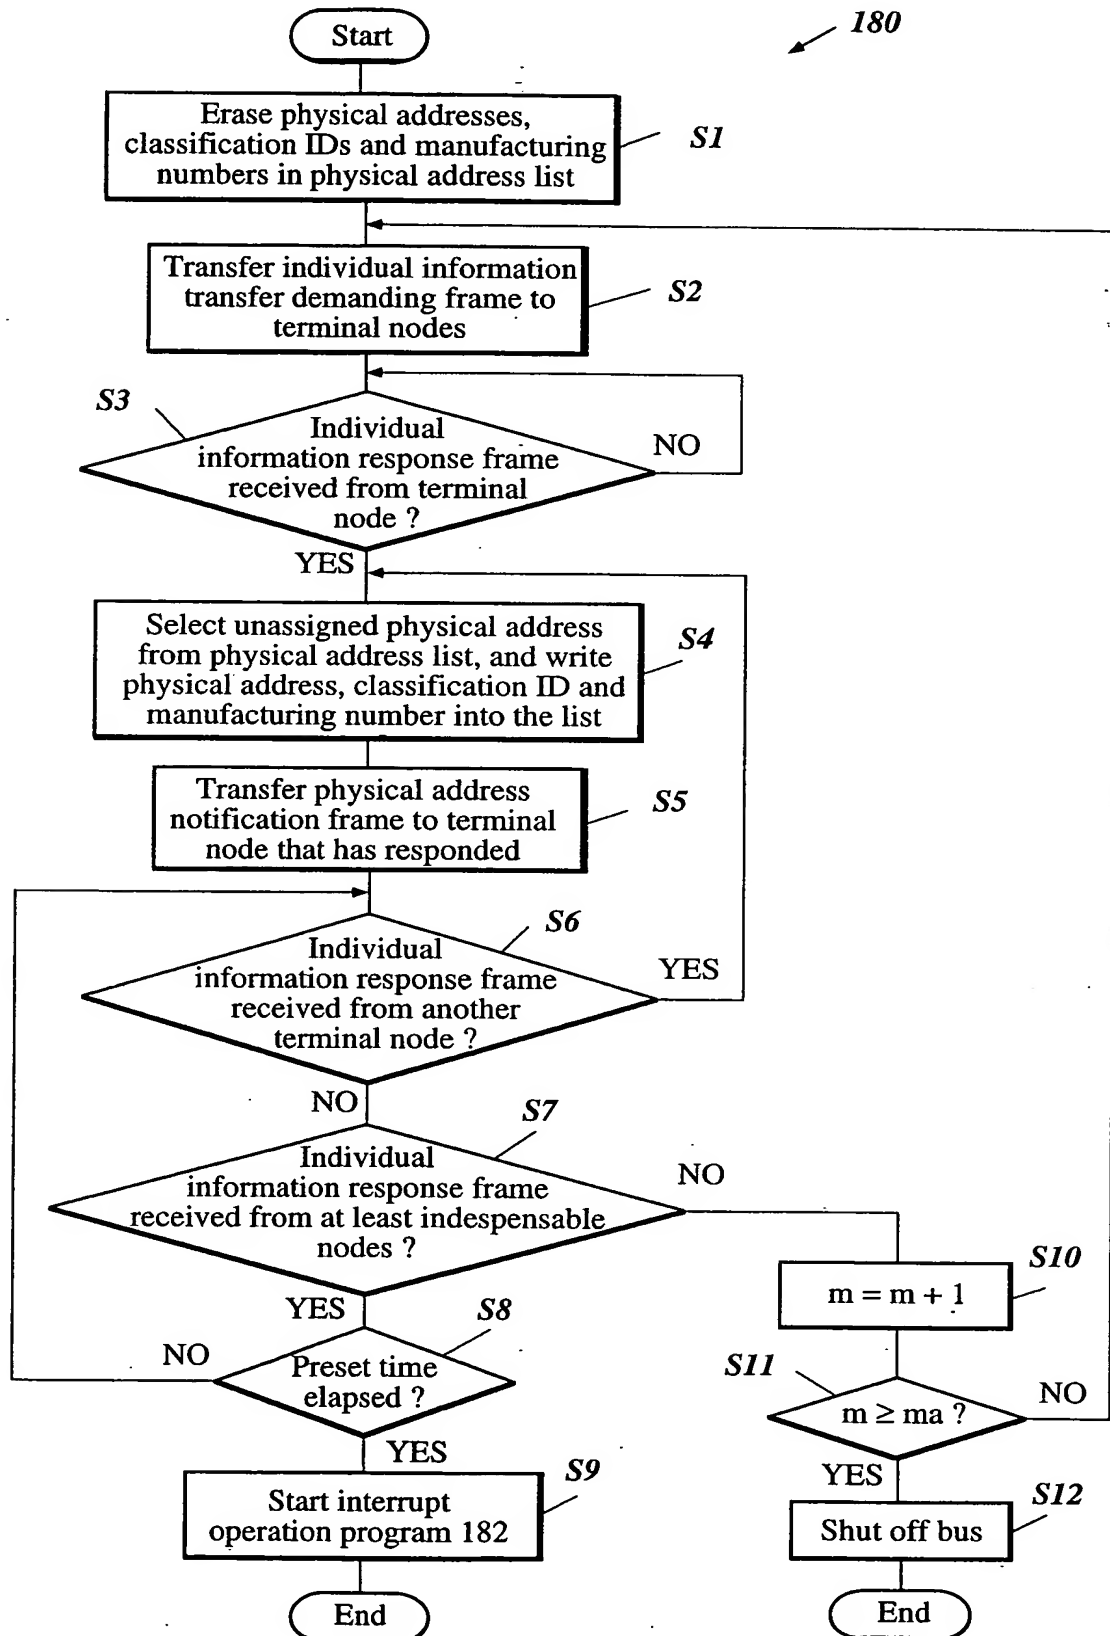 180
Start
Erase physical addresses,
classification IDs and manufacturing
numbers in physical address list
S1
Transfer individual information
transfer demanding frame to
terminal nodes
S2
S3
Individual
information response frame
received from terminal
node ?
NO
YES
Select unassigned physical address
from physical address list, and write
physical address, classification ID and
manufacturing number into the list
S4
Transfer physical address
notification frame to terminal
node that has responded
S5
S6
Individual
information response frame
received from another
terminal node ?
YES
NO
S7
Individual
information response frame
received from at least indespensable
nodes ?
NO
YES
S8
Preset time
elapsed ?
NO
YES
S9
Start interrupt
operation program 182
End
S10
m = m + 1
S11
m ≥ ma ?
NO
YES
S12
Shut off bus
End